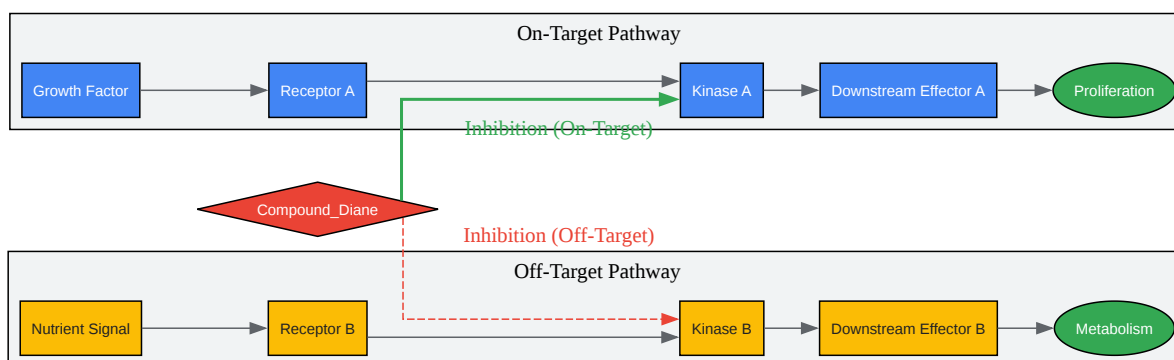 On-Target Pathway
Growth Factor
Receptor A
Kinase A
Downstream Effector A
Proliferation
Inhibition (On-Target)
Compound_Diane
Inhibition (Off-Target)
Off-Target Pathway
Nutrient Signal
Receptor B
Kinase B
Downstream Effector B
Metabolism